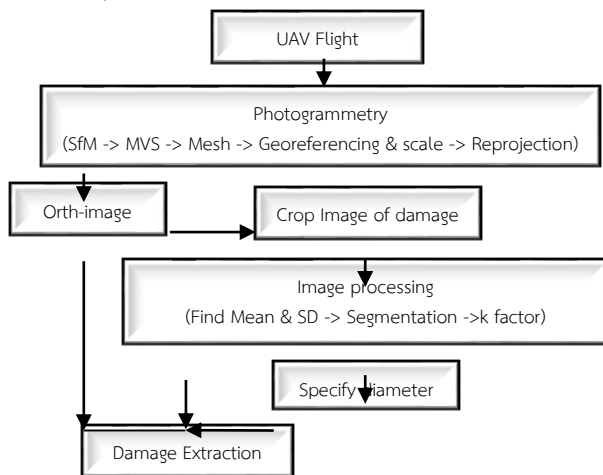 UAV Flight
Photogrammetry
(SfM -> MVS -> Mesh -> Georeferencing & scale -> Reprojection)
Orth-image
Crop Image of damage
Image processing
(Find Mean & SD -> Segmentation ->k factor)
Specify diameter
Damage Extraction